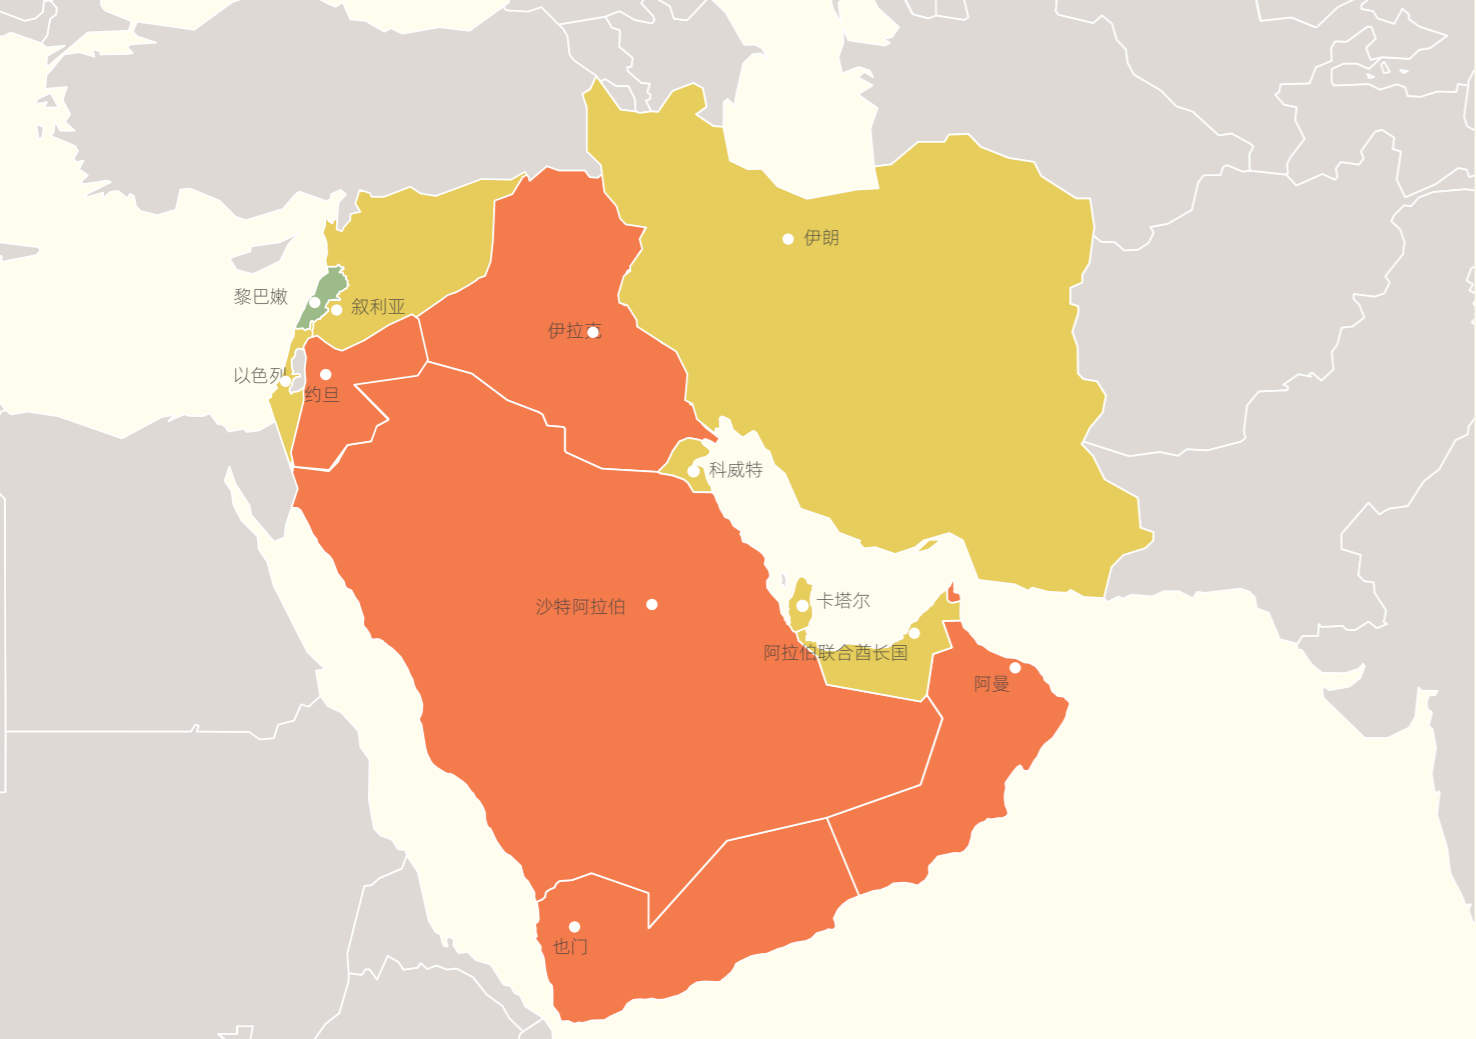 伊朗
黎巴嫩
叙利亚
伊拉克
以色列
约旦
科威特
卡塔尔
沙特阿拉伯
阿拉伯联合酋长国
阿曼
也门